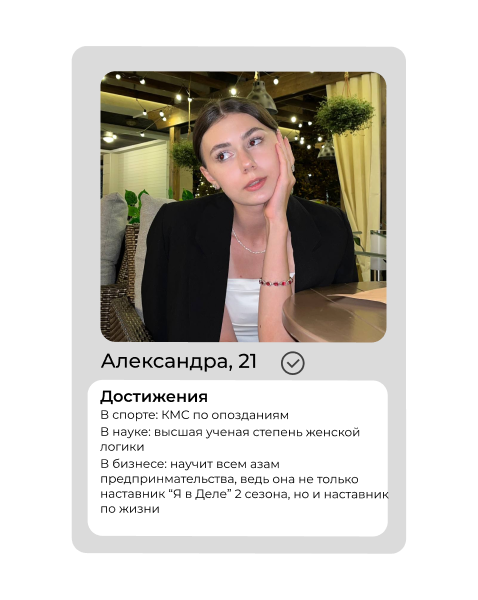 Александра, 21
Достижения
В спорте: КМС по опозданиям
В науке: высшая ученая степень женской
логики
В бизнесе: научит всем азам
предпринмательства, ведь она не только
наставник “Я в Деле” 2 сезона, но и наставник
по жизни